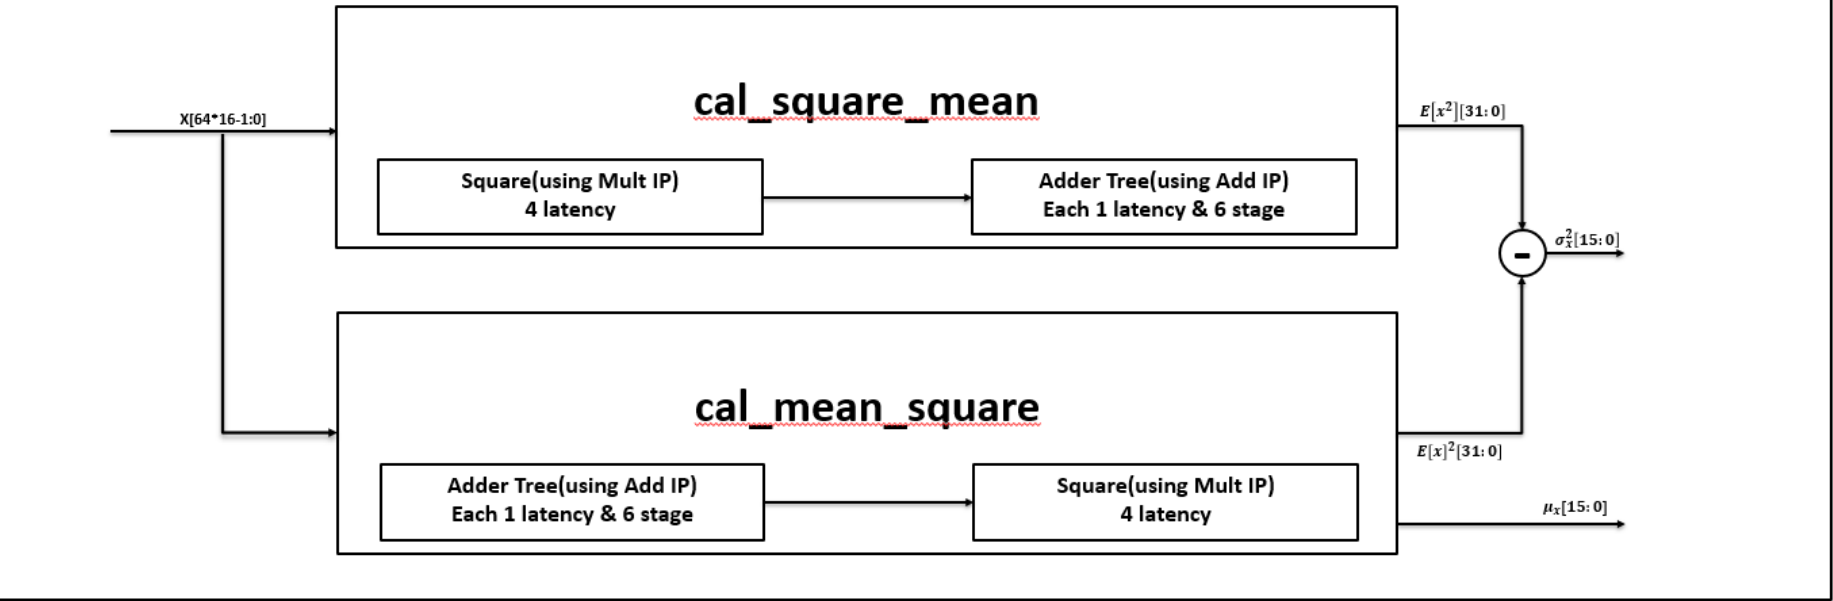 X[64*16-1:0]
cal_square_mean
Square(using Mult IP)
4 latency
Adder Tree(using Add IP)
Each 1 latency & 6 stage
E[x²][31:0]
-
σₓ²[15:0]
cal_mean_square
Adder Tree(using Add IP)
Each 1 latency & 6 stage
Square(using Mult IP)
4 latency
E[x]²[31:0]
μₓ[15:0]